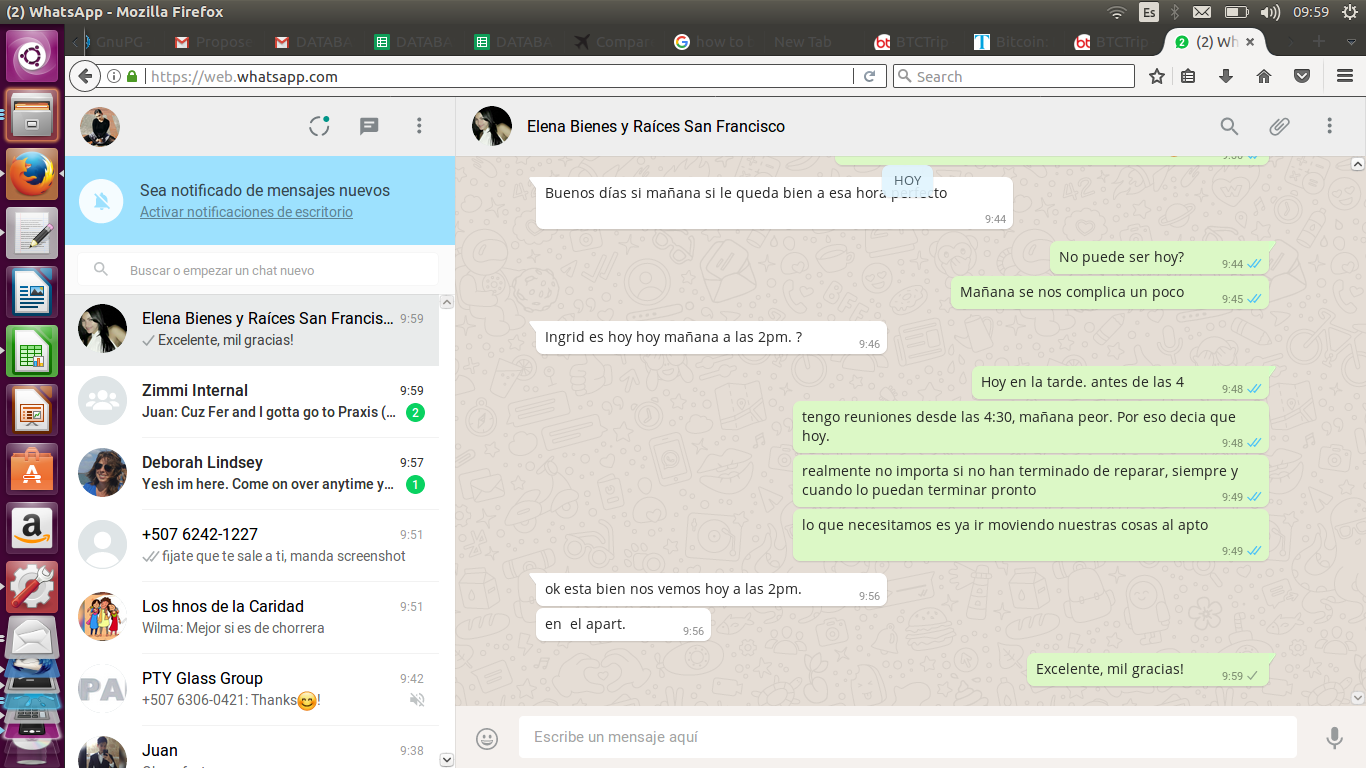 (2) WhatsApp - Mozilla Firefox
Es
09:59
GnuPG -
Propose
DATABA
DATABA
DATABA
Compar
how
New Tab
BTCTrip
Bitcoin
BTCTrip
(2) Wh
https://web.whatsapp.com
Search
Elena Bienes y Raíces San Francisco
Sea notificado de mensajes nuevos
Activar notificaciones de escritorio
Buscar o empezar un chat nuevo
Elena Bienes y Raíces San Francis... 9:59
Excelente, mil gracias!
Zimmi Internal 9:59
Juan: Cuz Fer and I gotta go to Praxis (... 2
Deborah Lindsey 9:57
Yesh im here. Come on over anytime y... 1
+507 6242-1227 9:51
fijate que te sale a ti, manda screenshot
Los hnos de la Caridad 9:51
Wilma: Mejor si es de chorrera
PA
PTY Glass Group 9:42
+507 6306-0421: Thanks😊!
Juan 9:38
HOY
Buenos días si mañana si le queda bien a esa hora perfecto
9:44
No puede ser hoy? 9:44
Mañana se nos complica un poco 9:45
Ingrid es hoy hoy mañana a las 2pm. ? 9:46
Hoy en la tarde. antes de las 4 9:48
tengo reuniones desde las 4:30, mañana peor. Por eso decia que
hoy. 9:48
realmente no importa si no han terminado de reparar, siempre y
cuando lo puedan terminar pronto 9:49
lo que necesitamos es ya ir moviendo nuestras cosas al apto
9:49
ok esta bien nos vemos hoy a las 2pm. 9:56
en  el apart. 9:56
Excelente, mil gracias! 9:59
Escribe un mensaje aquí